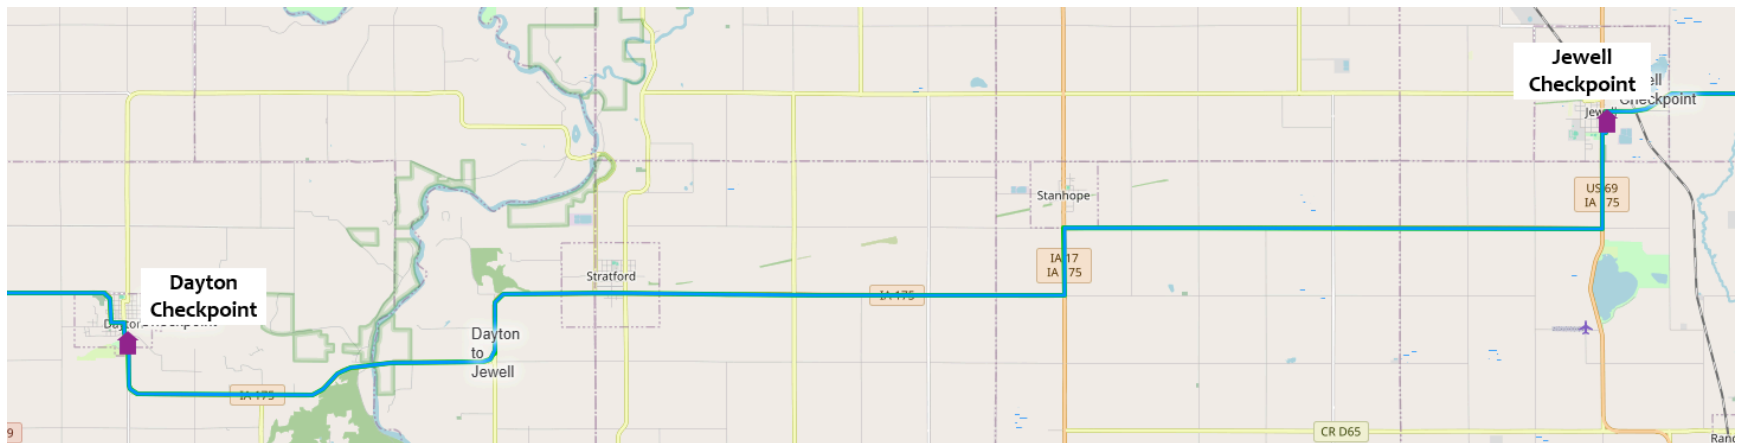 Jewell
Checkpoint
Checkpoint
Stanhope
US 69
IA 175
Dayton
Checkpoint
Stratford
IA 17
IA 175
IA 175
Dayton
to
Jewell
IA 175
CR D65
9